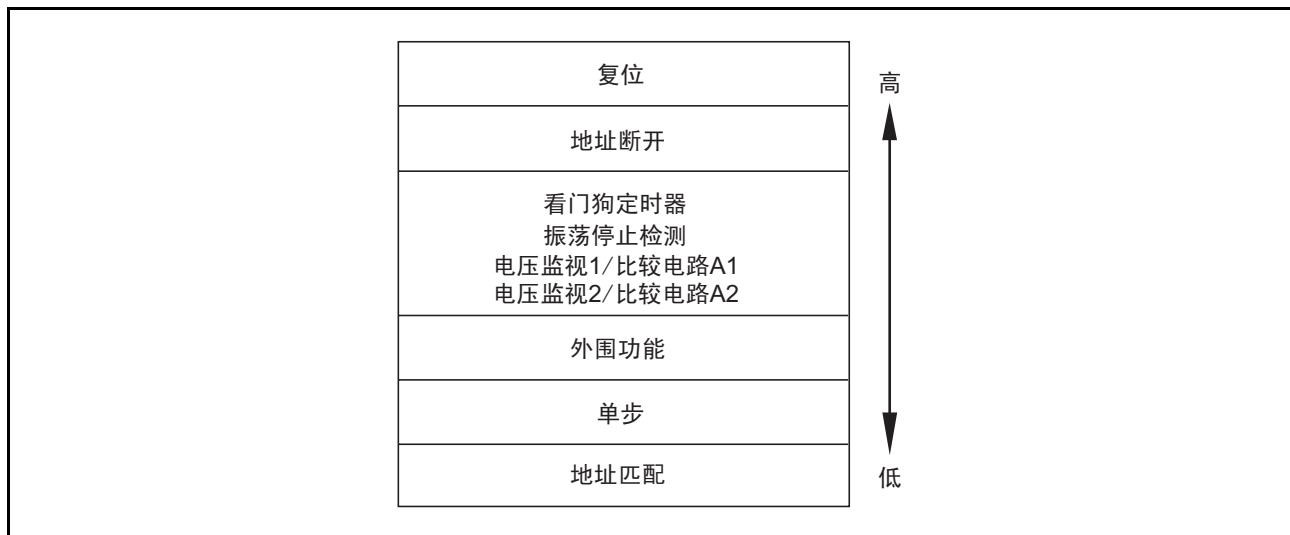 复位
高
地址断开
看门狗定时器
振荡停止检测
电压监视1/比较电路A1
电压监视2/比较电路A2
外围功能
单步
地址匹配
低